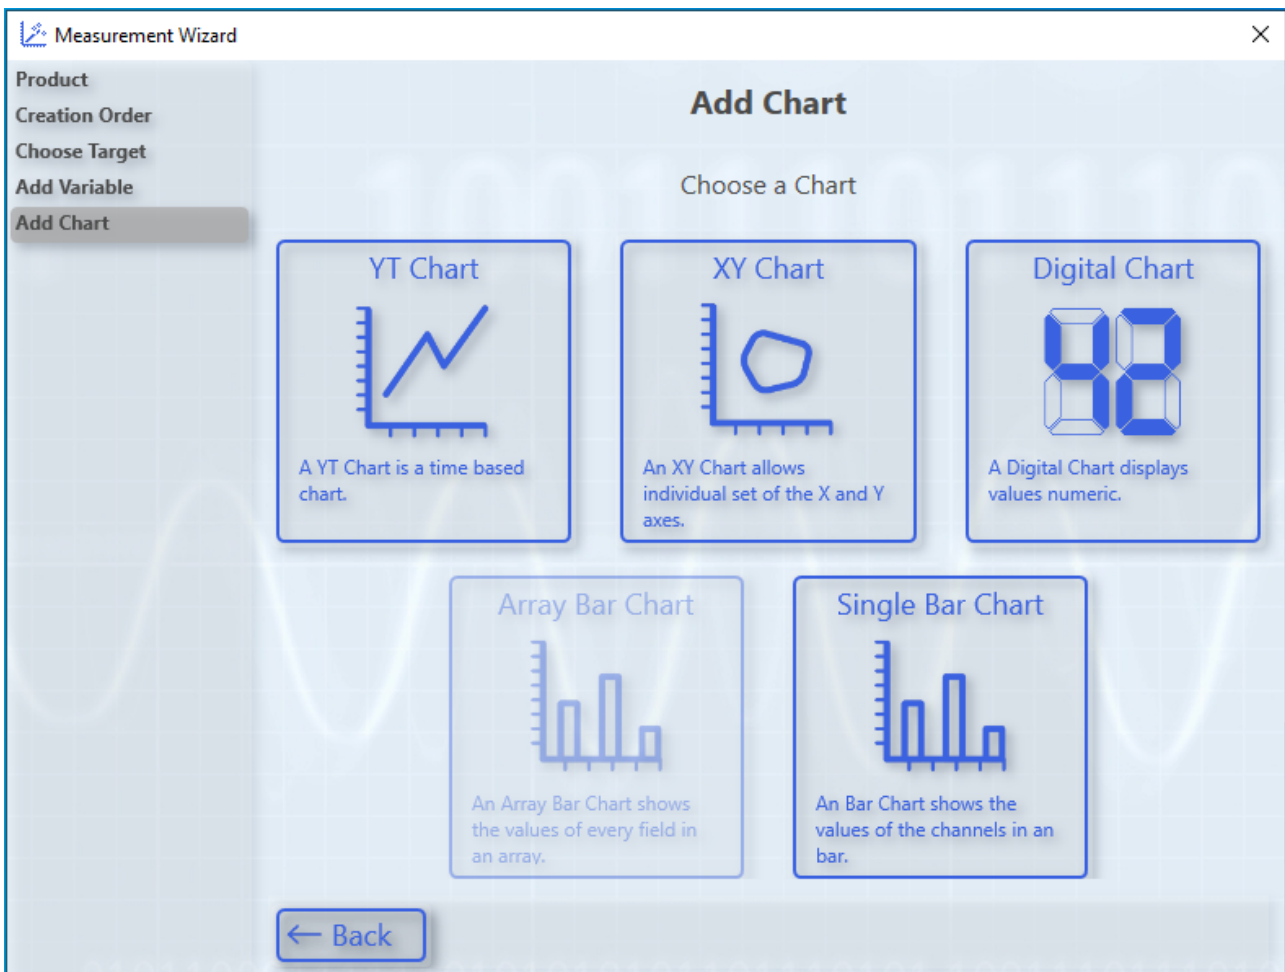 Measurement Wizard
Product
Creation Order
Choose Target
Add Variable
Add Chart
Add Chart
Choose a Chart
YT Chart
A YT Chart is a time based
chart.
XY Chart
An XY Chart allows
individual set of the X and Y
axes.
Digital Chart
42
A Digital Chart displays
values numeric.
Array Bar Chart
An Array Bar Chart shows
the values of every field in
an array.
Single Bar Chart
An Bar Chart shows the
values of the channels in an
bar.
← Back